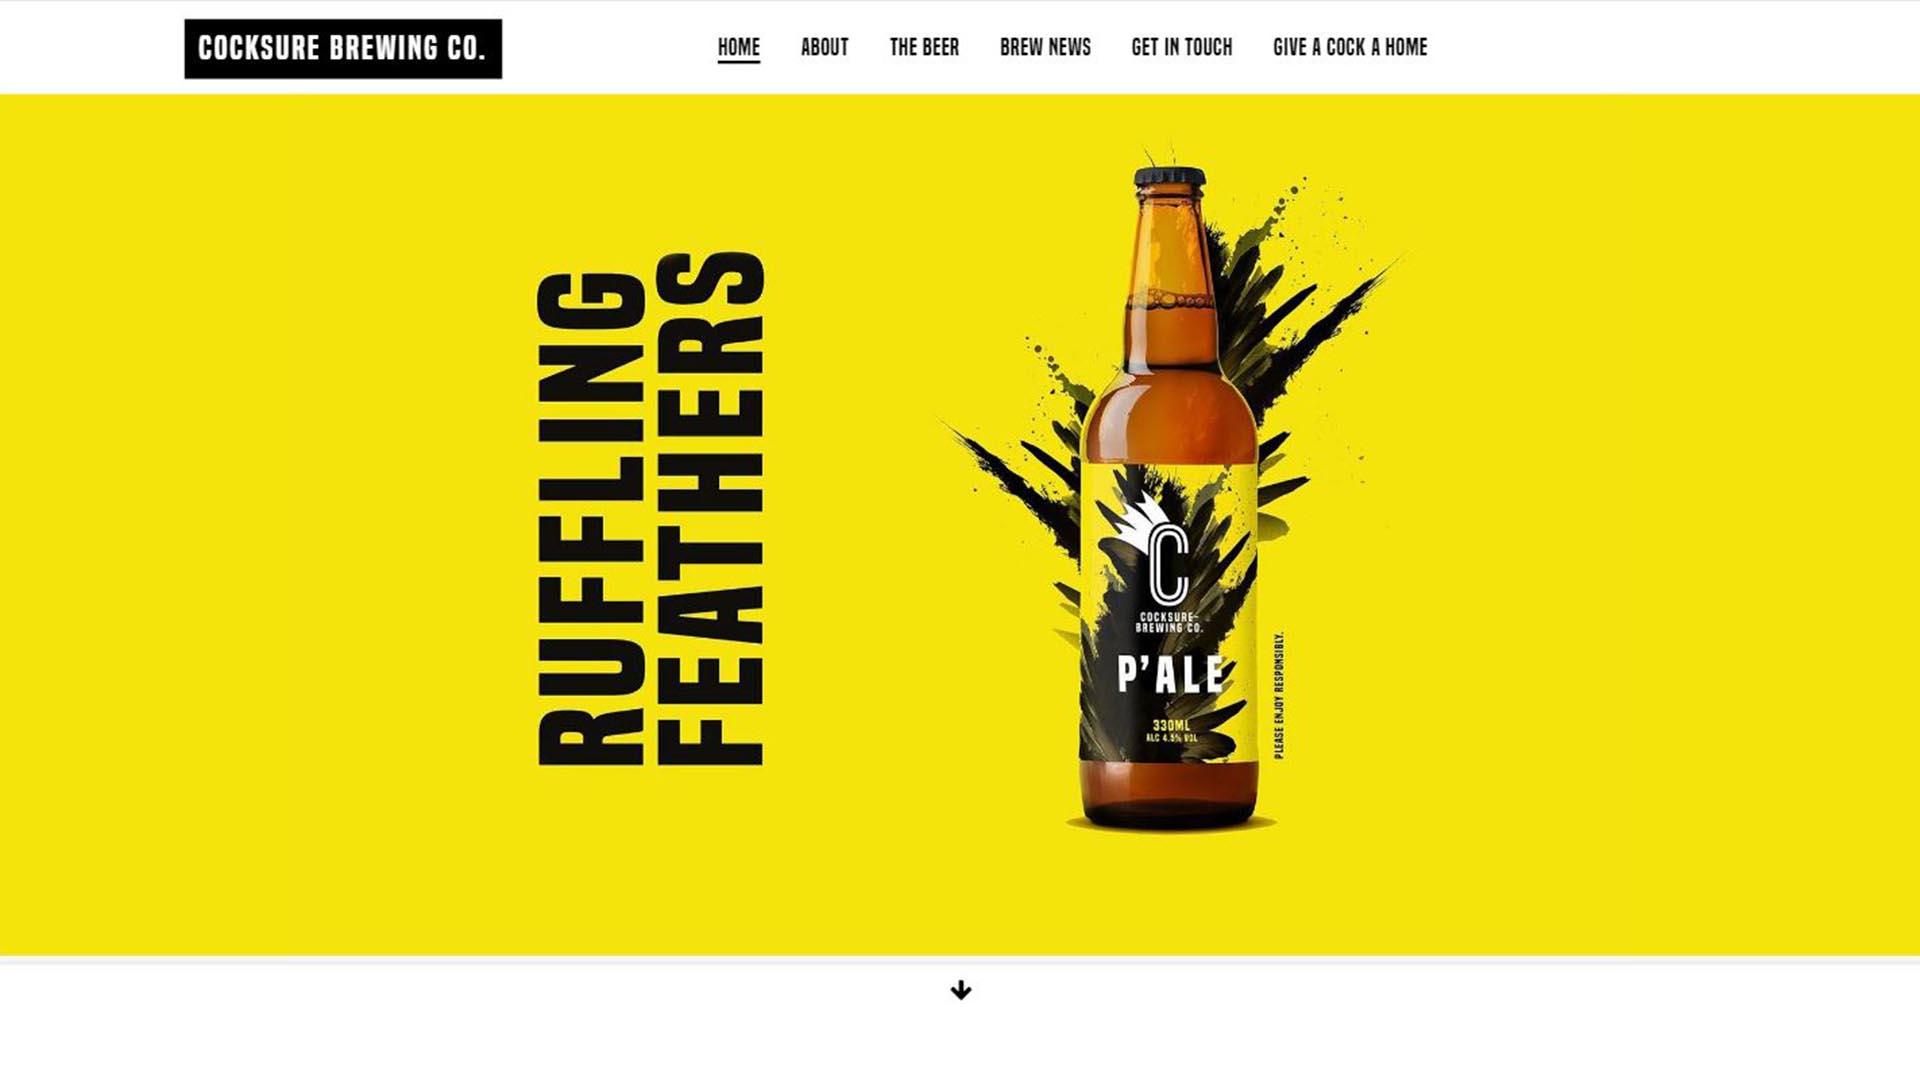 COCKSURE BREWING CO.
HOME ABOUT THE BEER BREW NEWS GET IN TOUCH GIVE A COCK A HOME
RUFFLING
FEATHERS
C
COCKSURE-
BREWING CO.
P'ALE
330ML
ALC 4.5% VOL
PLEASE ENJOY RESPONSIBLY.